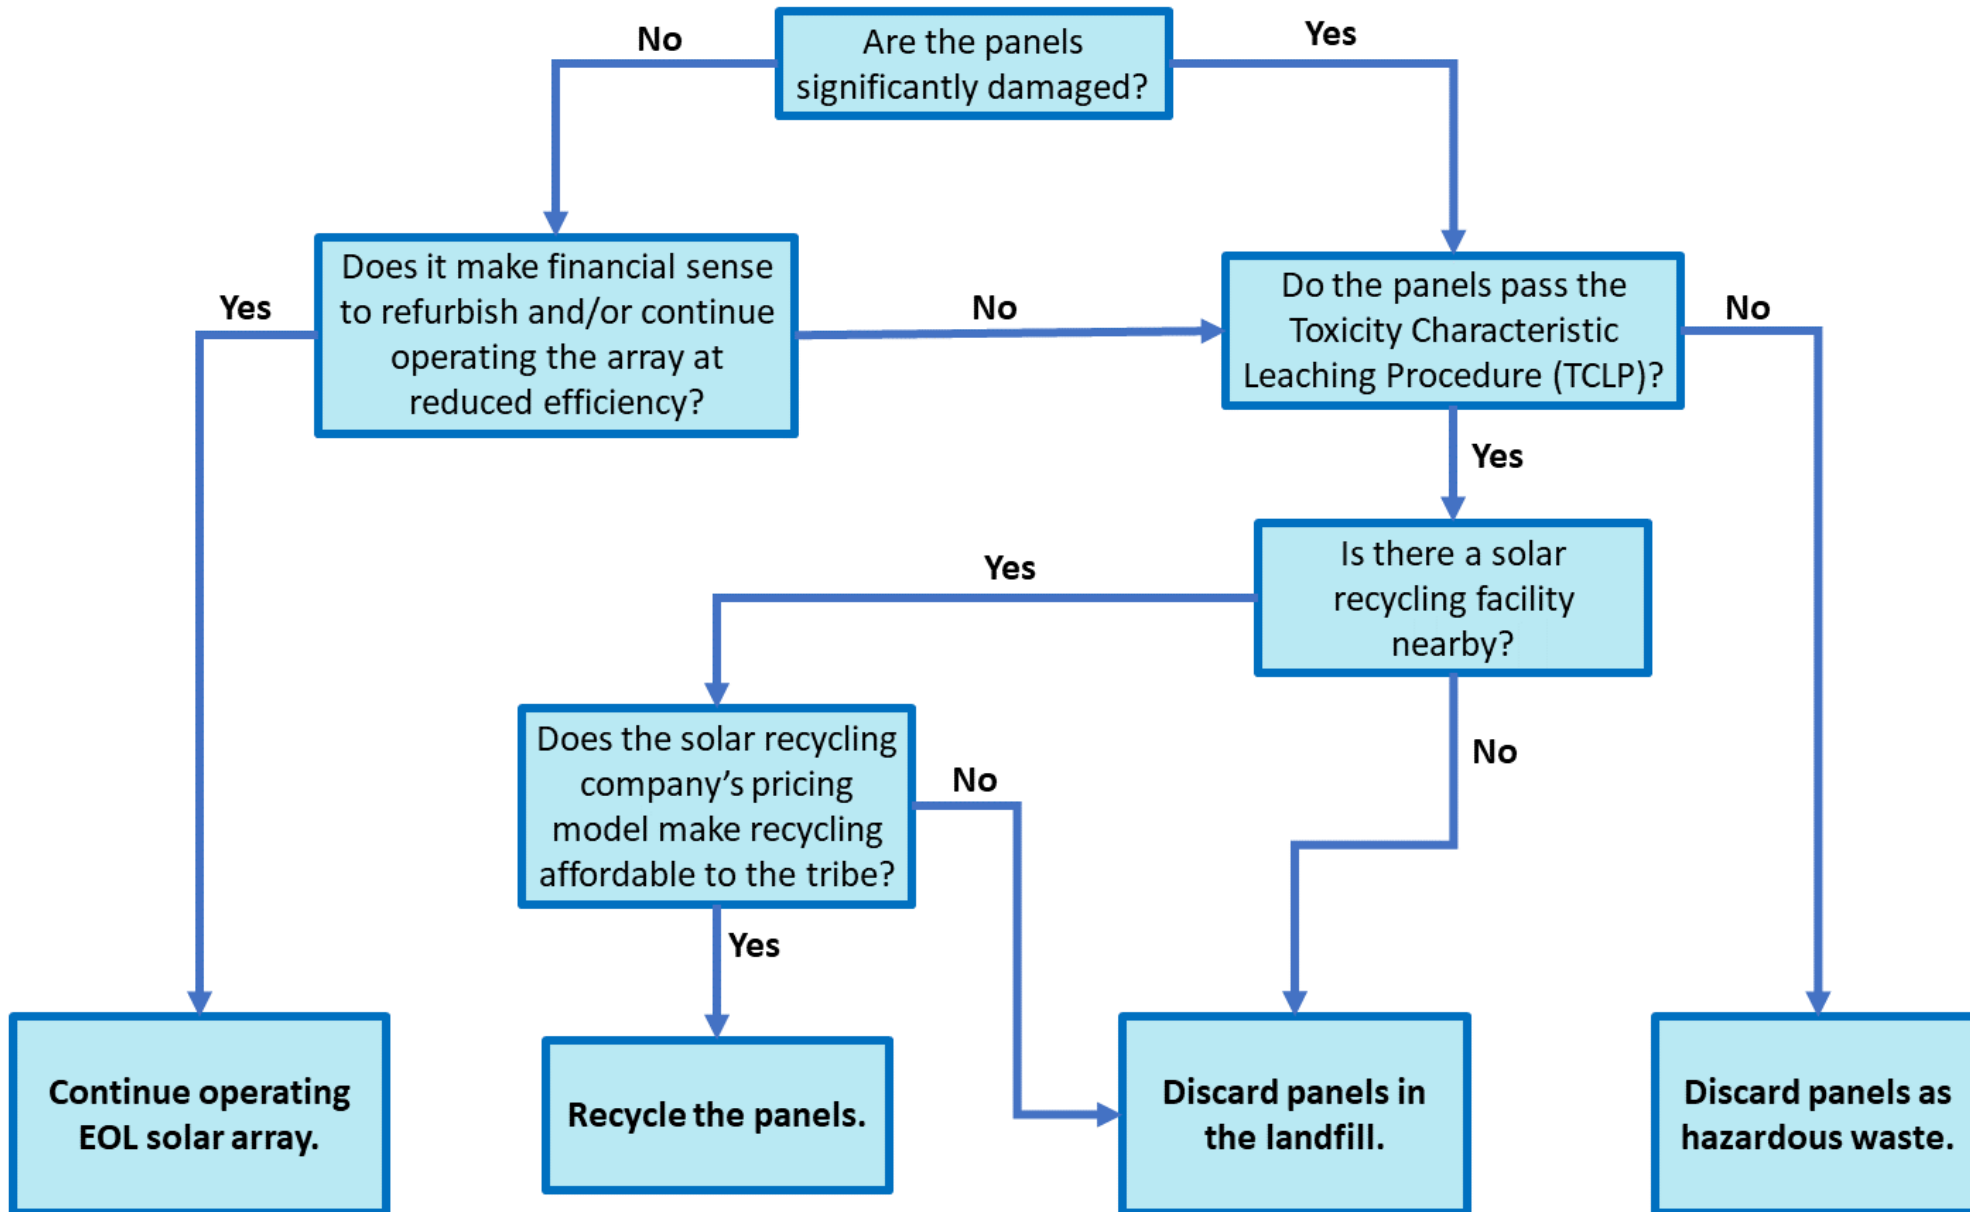 No
Are the panels
significantly damaged?
Yes
Does it make financial sense
to refurbish and/or continue
operating the array at
reduced efficiency?
Yes
No
Do the panels pass the
Toxicity Characteristic
Leaching Procedure (TCLP)?
No
Yes
Is there a solar
recycling facility
nearby?
Yes
No
Does the solar recycling
company’s pricing
model make recycling
affordable to the tribe?
No
Yes
Continue operating
EOL solar array.
Recycle the panels.
Discard panels in
the landfill.
Discard panels as
hazardous waste.